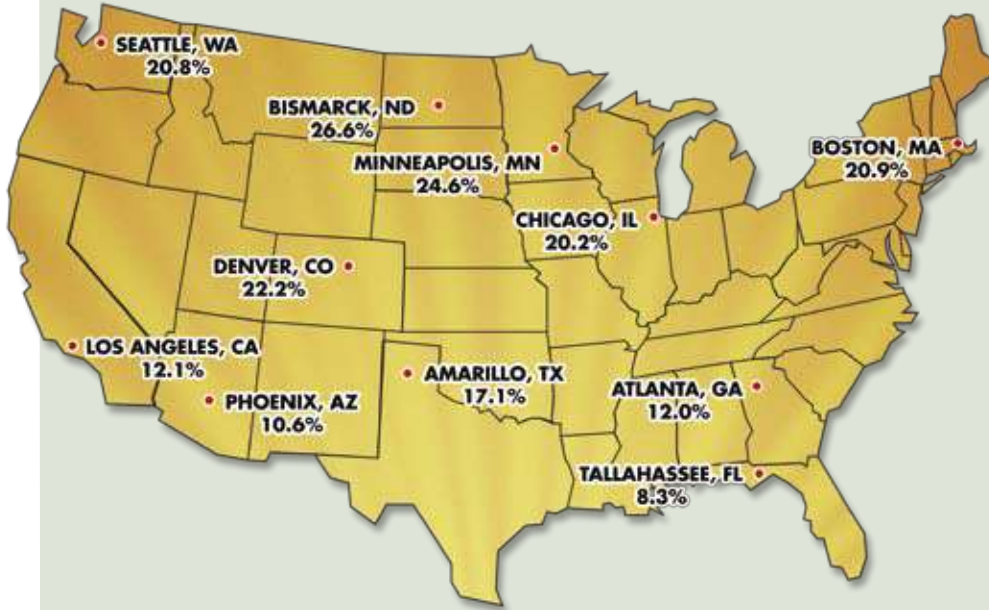 SEATTLE, WA
20.8%
BISMARCK, ND
26.6%
MINNEAPOLIS, MN
24.6%
BOSTON, MA
20.9%
CHICAGO, IL
20.2%
DENVER, CO
22.2%
LOS ANGELES, CA
12.1%
PHOENIX, AZ
10.6%
AMARILLO, TX
17.1%
ATLANTA, GA
12.0%
TALLAHASSEE, FL
8.3%